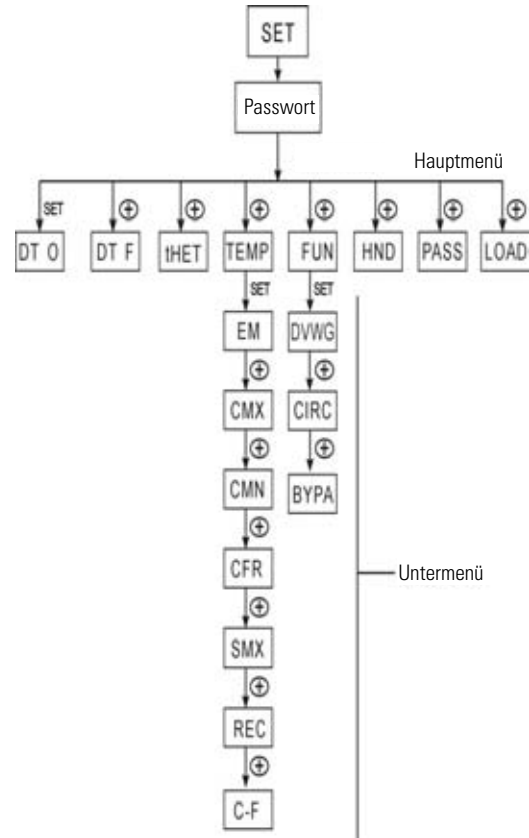 SET
Passwort
Hauptmenü
SET
DT O
DT F
tHET
TEMP
FUN
HND
PASS
LOAD
SET
SET
EM
DVWG
CMX
CIRC
CMN
BYPA
CFR
Untermenü
SMX
REC
C-F